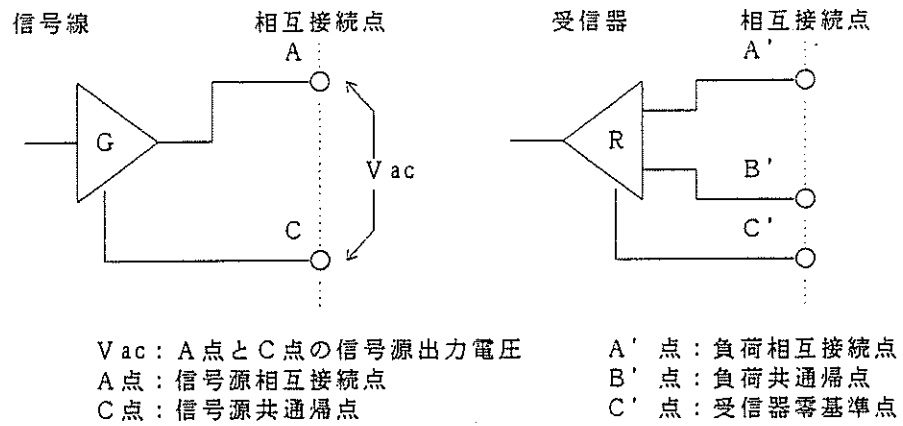 信号線 相互接続点 受信器 相互接続点
A A'
G R
Vac B'
C C'
Vac:A点とC点の信号源出力電圧 A'点:負荷相互接続点
A点:信号源相互接続点 B'点:負荷共通帰点
C点:信号源共通帰点 C'点:受信器零基準点